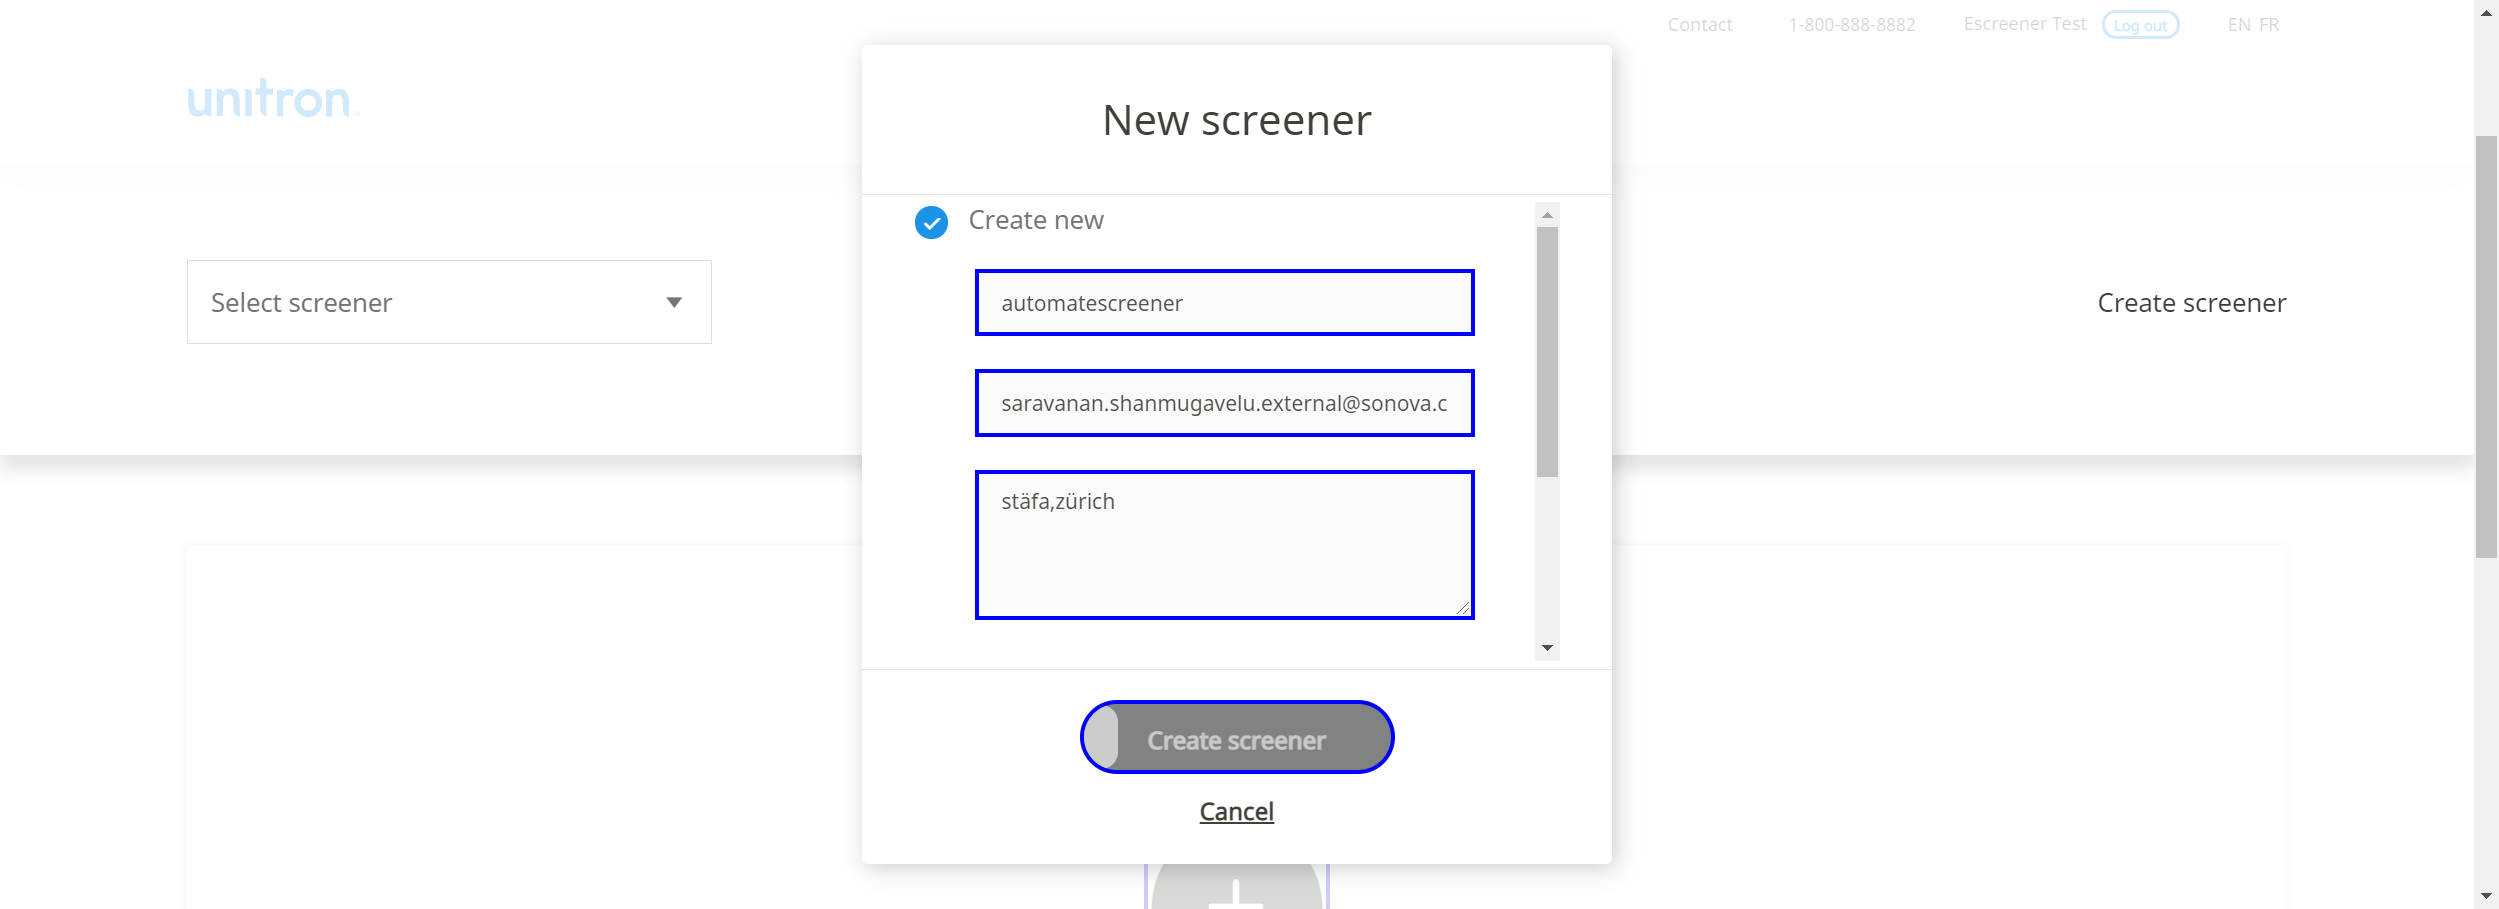 Contact 1-800-888-8882 Escreener Test Log out EN FR
unitron
New screener
Create new
Select screener
automatescreener
Create screener
saravanan.shanmugavelu.external@sonova.c
stäfa,zürich
Create screener
Cancel